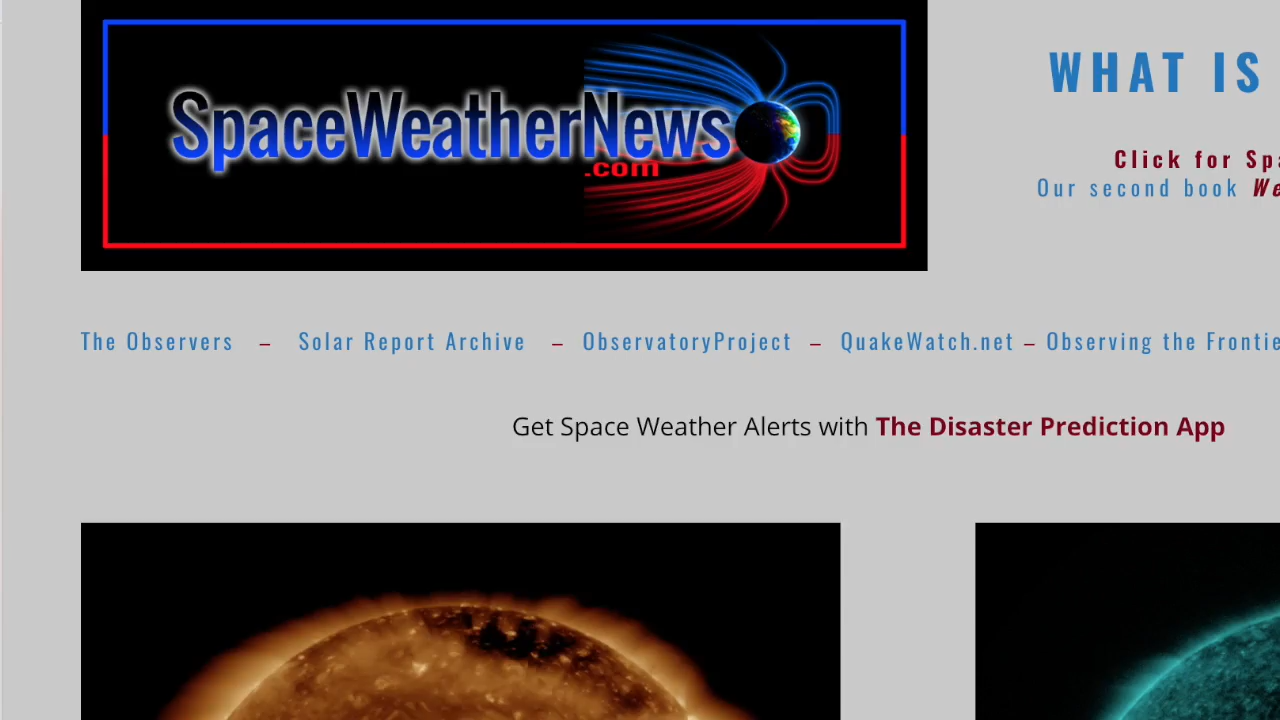 SpaceWeatherNews
.com
WHAT IS
Click for Spa
Our second book We
The Observers – Solar Report Archive – ObservatoryProject – QuakeWatch.net – Observing the Frontie
Get Space Weather Alerts with The Disaster Prediction App